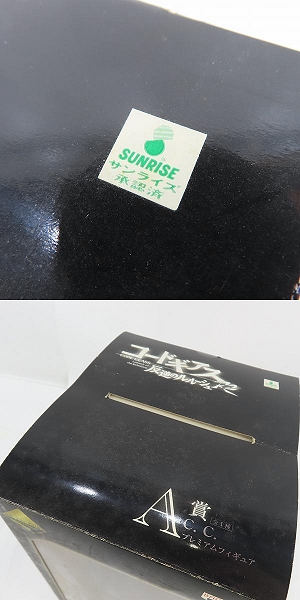 SUNRISE
サンライズ
承認済
コードギアス
反逆のルルーシュ
A賞
C.C.
プレミアムフィギュア